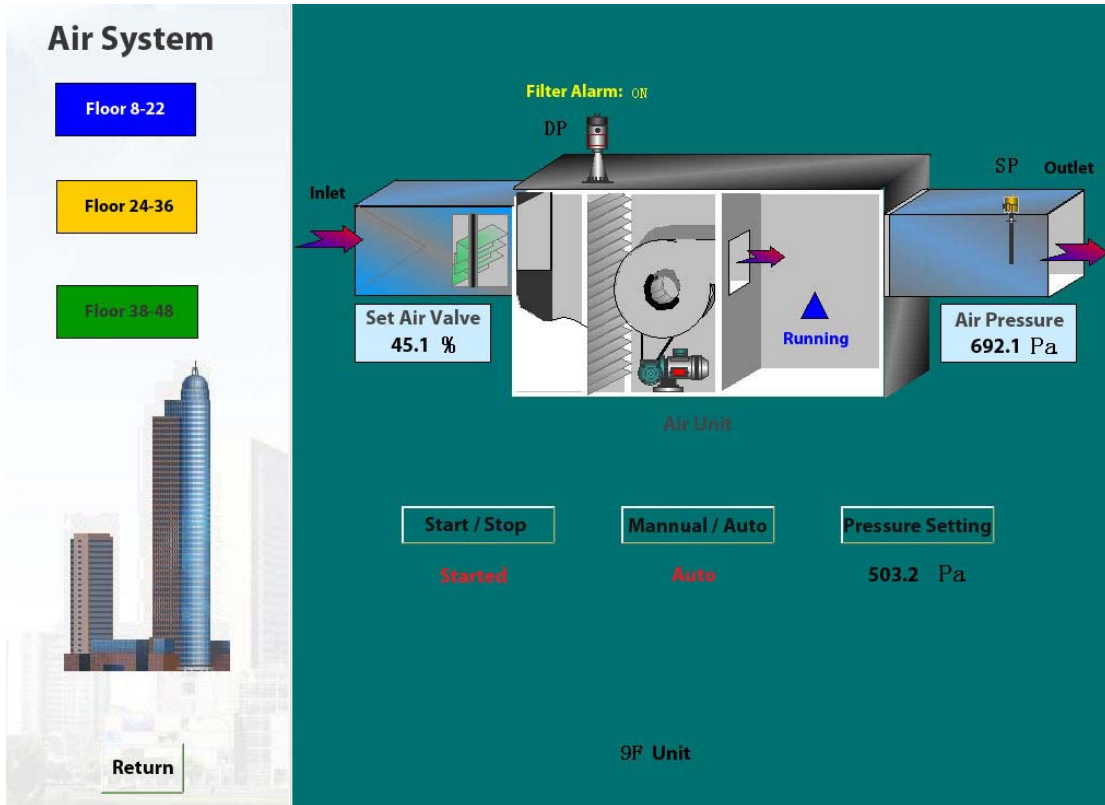 Air System
Floor 8-22
Floor 24-36
Floor 38-48
Return
Filter Alarm: ON
DP
Inlet
SP
Outlet
Set Air Valve
45.1 %
Running
Air Pressure
692.1 Pa
Air Unit
Start / Stop
Mannual / Auto
Pressure Setting
Started
Auto
503.2 Pa
9F Unit